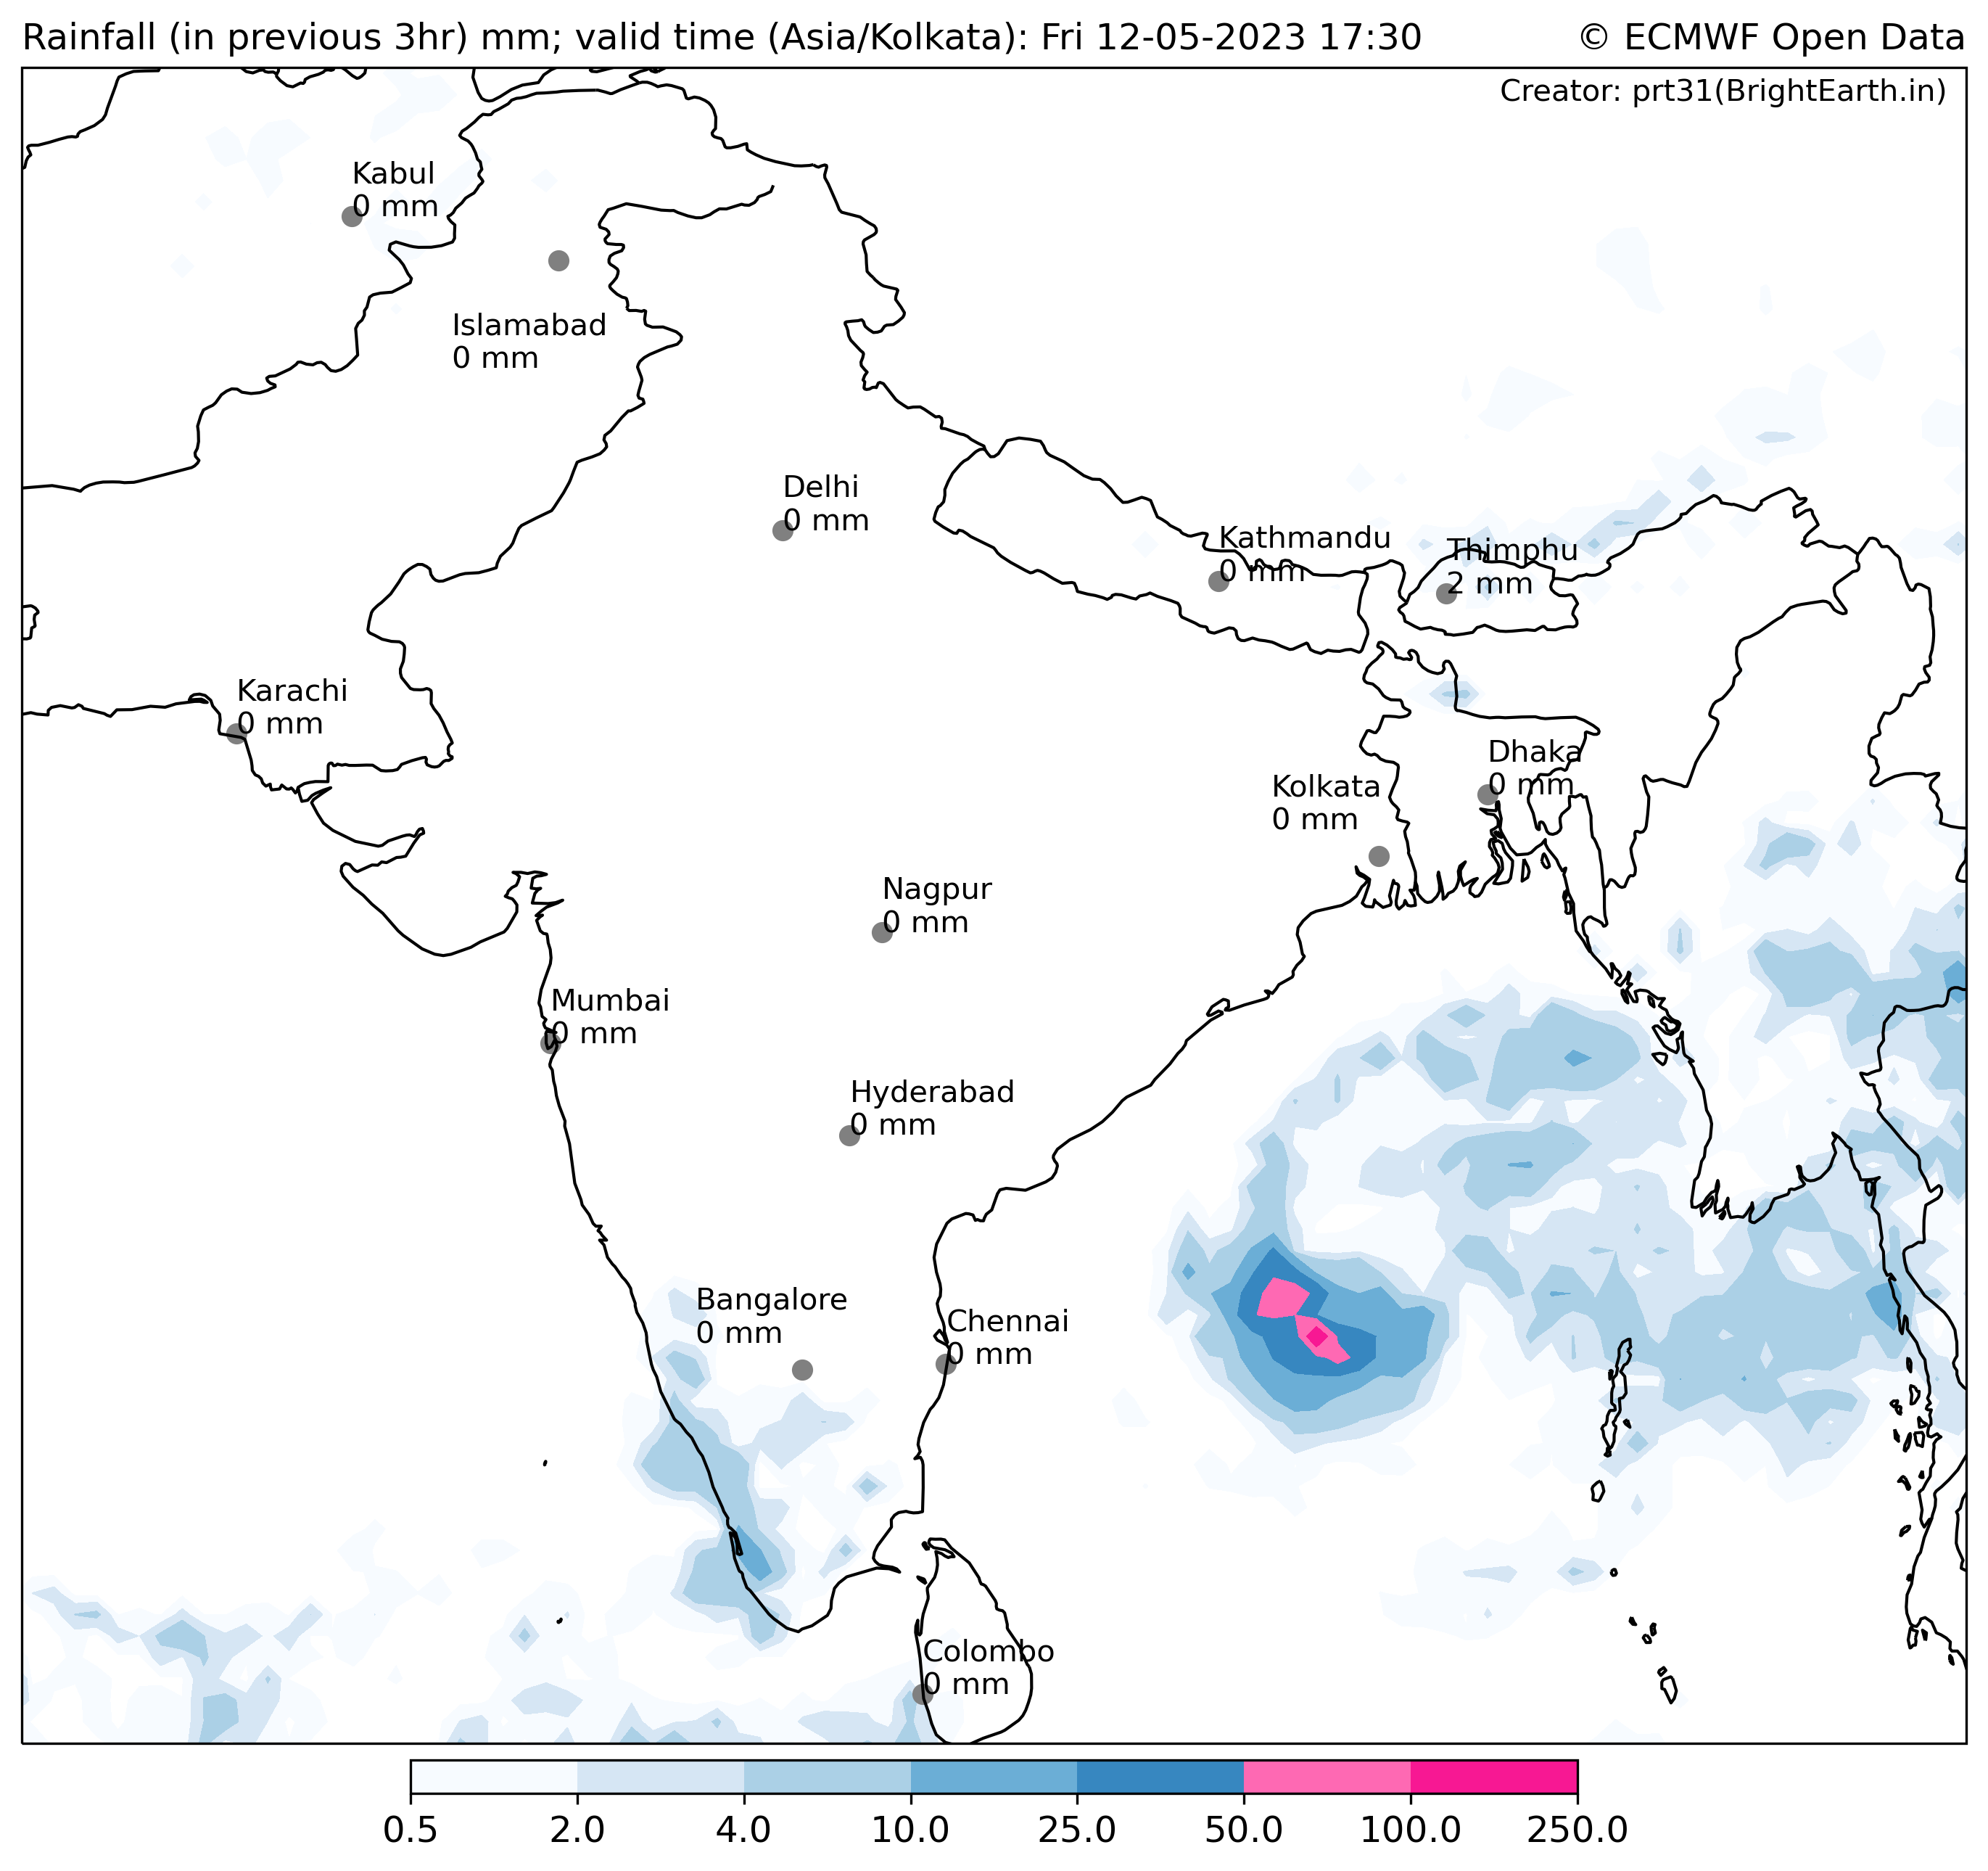 Rainfall (in previous 3hr) mm; valid time (Asia/Kolkata): Fri 12-05-2023 17:30
© ECMWF Open Data
Creator: prt31(BrightEarth.in)
Kabul
0 mm
Islamabad
0 mm
Delhi
0 mm
Kathmandu
0 mm
Thimphu
2 mm
Karachi
0 mm
Dhaka
0 mm
Kolkata
0 mm
Nagpur
0 mm
Mumbai
0 mm
Hyderabad
0 mm
Bangalore
0 mm
Chennai
0 mm
Colombo
0 mm
0.5 2.0 4.0 10.0 25.0 50.0 100.0 250.0